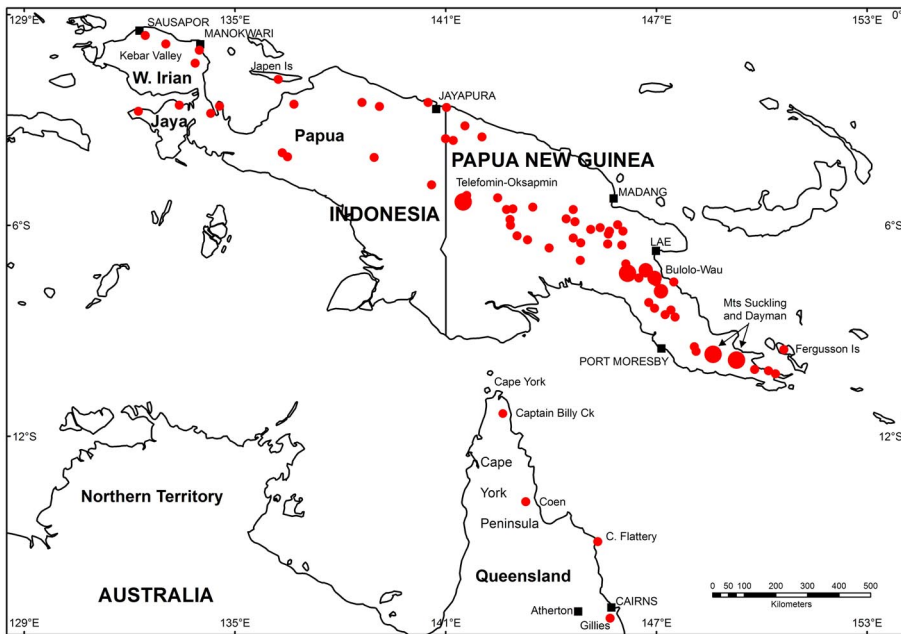 129°E
135°E
141°E
147°E
153°E
0°
SAUSAPOR
MANOKWARI
Kebar Valley
Japen Is
W. Irian
JAYAPURA
Jaya
Papua
PAPUA NEW GUINEA
Telefomin-Oksapmin
MADANG
INDONESIA
6°S
6°S
LAE
Bulolo-Wau
Mts Suckling
and Dayman
PORT MORESBY
Fergusson Is
Cape York
Captain Billy Ck
12°S
12°S
Cape
York
Peninsula
Northern Territory
Coen
C. Flattery
Queensland
AUSTRALIA
CAIRNS
Atherton
Gillies
0 50 100 200 300 400 500
Kilometers
129°E
135°E
141°E
147°E
153°E